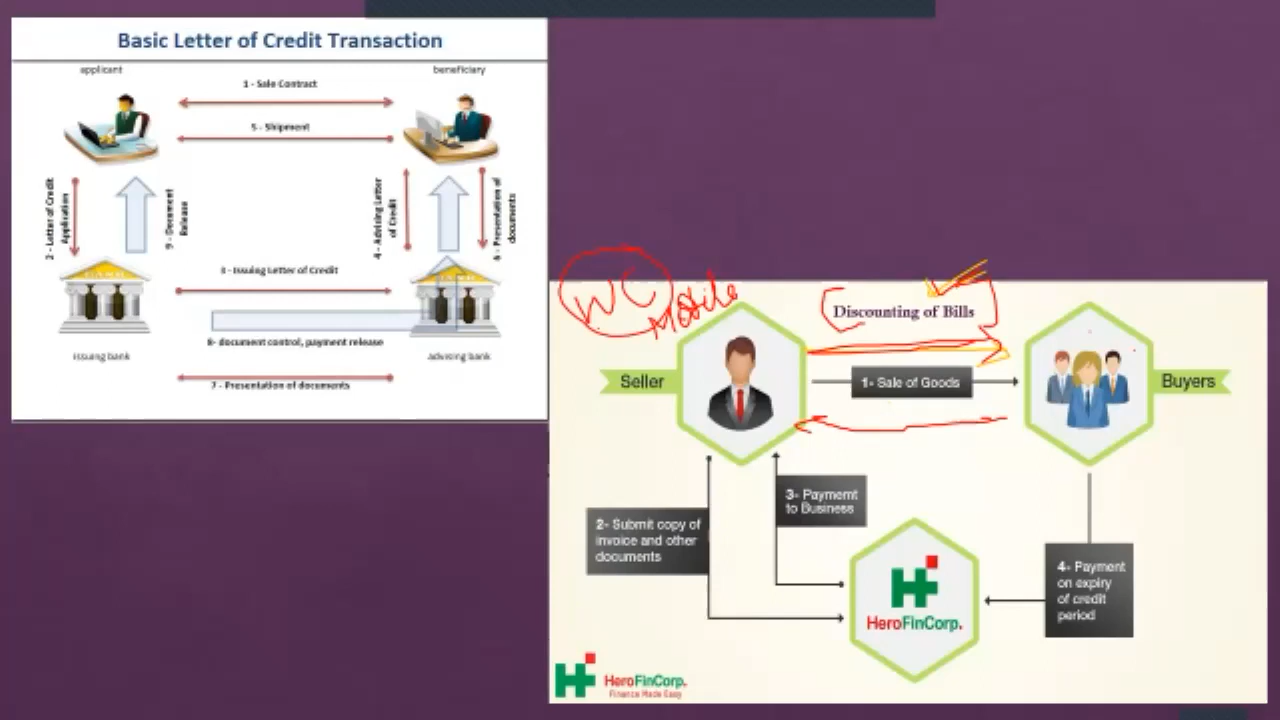 Basic Letter of Credit Transaction
applicant
beneficiary
1 - Sale Contract
5 - Shipment
2 - Letter of Credit
Application
9 - Document
Release
4 - Advising Letter
of Credit
6 - Presentation of
documents
3 - Issuing Letter of Credit
8- document control, payment release
issuing bank
advising bank
7 - Presentation of documents
WC
Discounting of Bills
Seller
1- Sale of Goods
Buyers
2- Submit copy of
invoice and other
documents
3- Paymemt
to Business
4- Payment
on expiry
of credit
period
HeroFinCorp.
HeroFinCorp.
Finance Made Easy